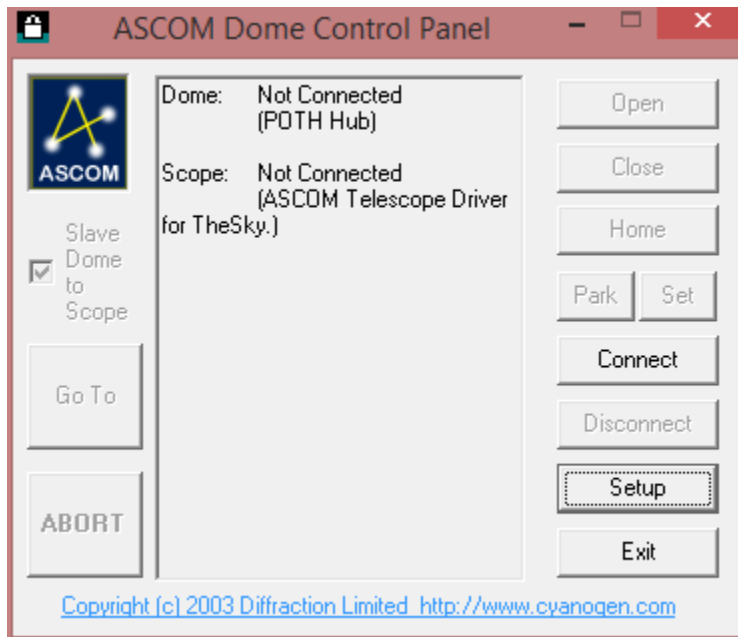 ASCOM Dome Control Panel
ASCOM
Slave
Dome
to
Scope
Go To
ABORT
Dome: Not Connected
(POTH Hub)
Scope: Not Connected
(ASCOM Telescope Driver
for TheSky.)
Open
Close
Home
Park Set
Connect
Disconnect
Setup
Exit
Copyright (c) 2003 Diffraction Limited http://www.cyanogen.com